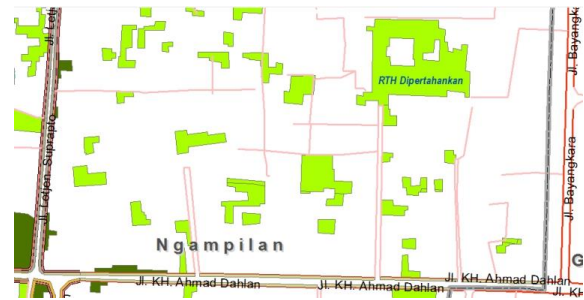 Jl. Let
Jl. Bayangka
RTH Dipertahankan
Jl. Letjen. Suprapto
Jl. Bayangkara
Ngampilan
G
Jl. KH. Ahmad Dahlan
Jl. KH. Ahmad Dahlan
Jl. KH. Ahmad Dahlan
Jl. KH